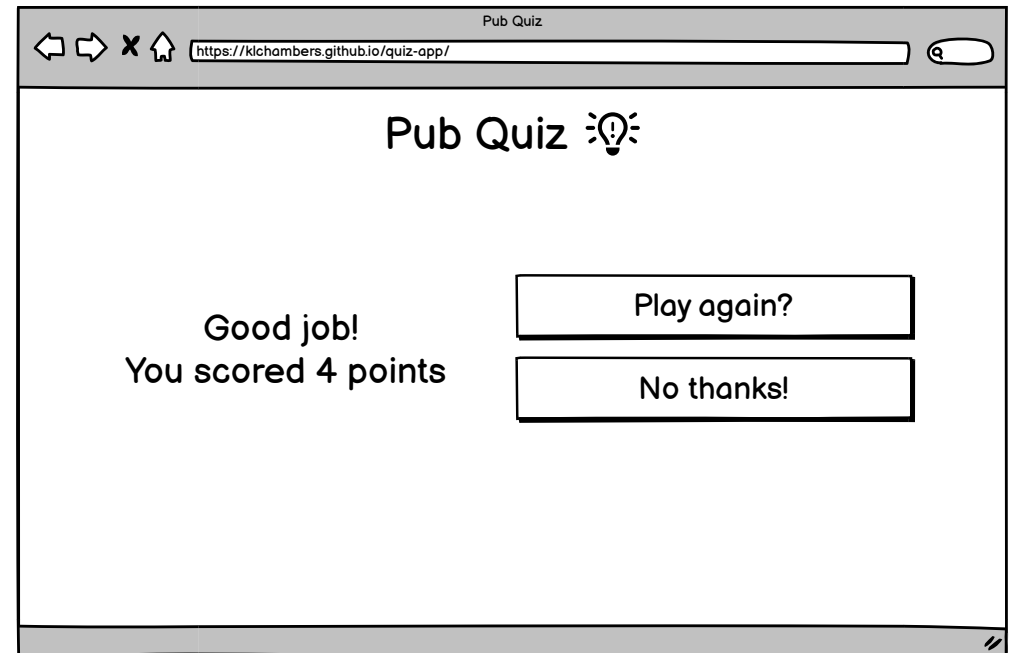 Pub Quiz
https://klchambers.github.io/quiz-app/
Pub Quiz
Good job!
You scored 4 points
Play again?
No thanks!